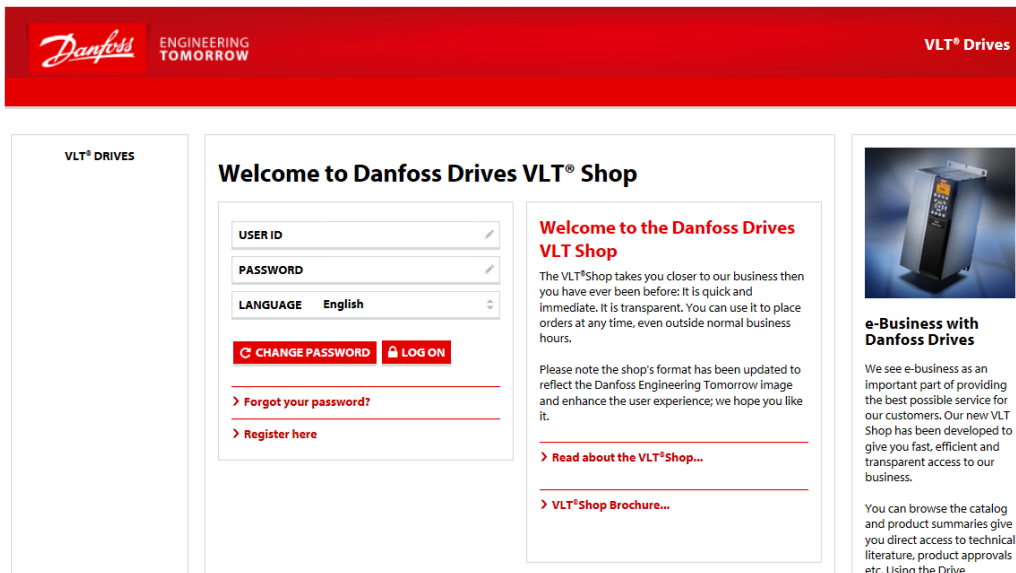 Danfoss
ENGINEERING
TOMORROW
VLT® Drives
VLT® DRIVES
Welcome to Danfoss Drives VLT® Shop
USER ID
PASSWORD
LANGUAGE English
CHANGE PASSWORD
LOG ON
Forgot your password?
Register here
Welcome to the Danfoss Drives
VLT Shop
The VLT®Shop takes you closer to our business then
you have ever been before: It is quick and
immediate. It is transparent. You can use it to place
orders at any time, even outside normal business
hours.
Please note the shop's format has been updated to
reflect the Danfoss Engineering Tomorrow image
and enhance the user experience; we hope you like
it.
Read about the VLT®Shop...
VLT®Shop Brochure...
e-Business with
Danfoss Drives
We see e-business as an
important part of providing
the best possible service for
our customers. Our new VLT
Shop has been developed to
give you fast, efficient and
transparent access to our
business.
You can browse the catalog
and product summaries give
you direct access to technical
literature, product approvals
etc. Using the Drive